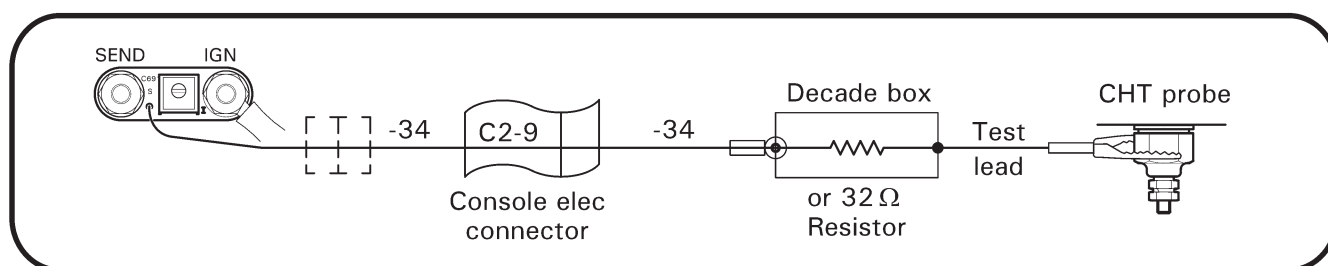 SEND IGN
C69
S
I
-34
C2-9
-34
Console elec
connector
Decade box
or 32 Ω
Resistor
Test
lead
CHT probe